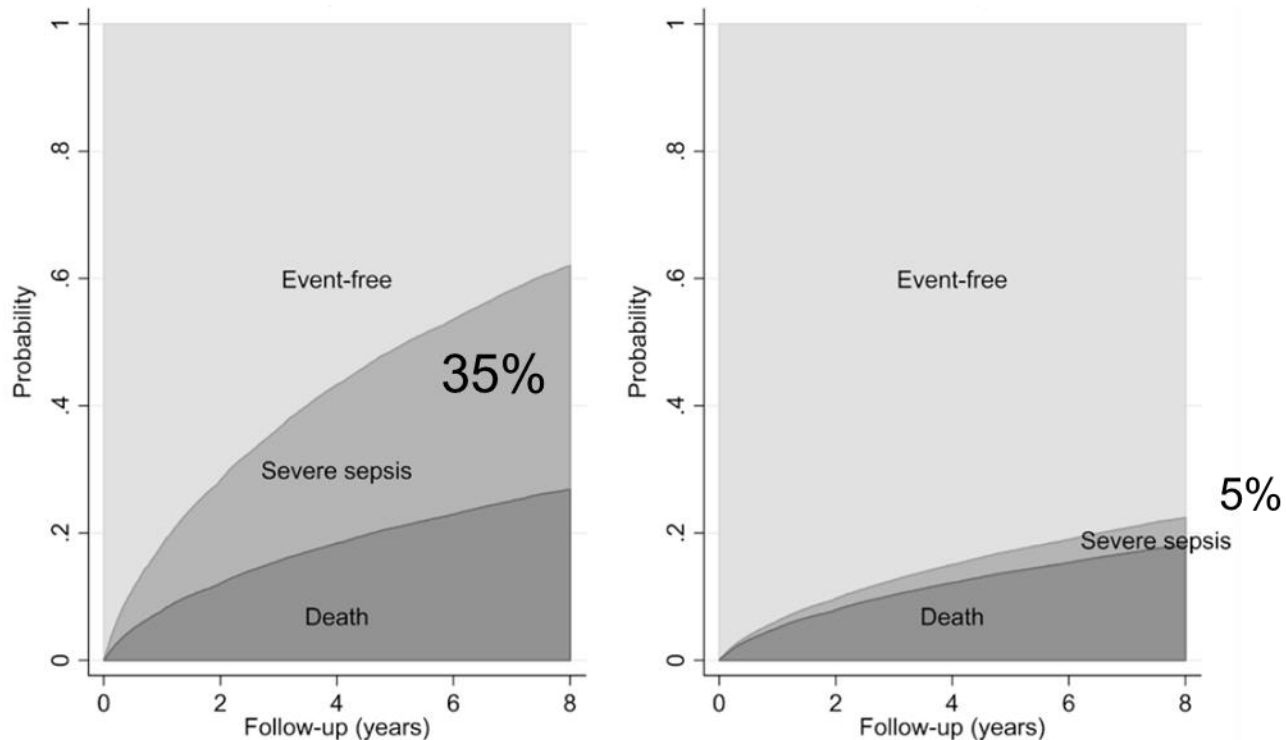 1
.8
.6
.4
.2
0
Probability
Event-free
35%
Severe sepsis
Death
0 2 4 6 8
Follow-up (years)
1
.8
.6
.4
.2
0
Probability
Event-free
5%
Severe sepsis
Death
0 2 4 6 8
Follow-up (years)